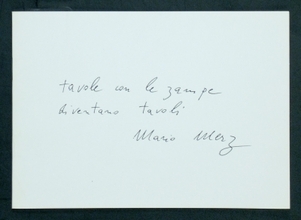 tavole con le zampe
diventano tavoli
Mario Merz